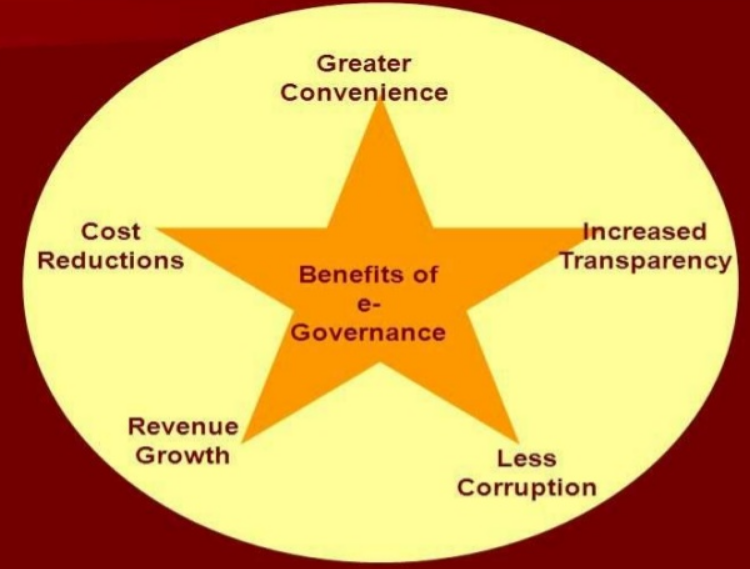 Greater
Convenience
Cost
Reductions
Increased
Transparency
Benefits of
e-
Governance
Revenue
Growth
Less
Corruption